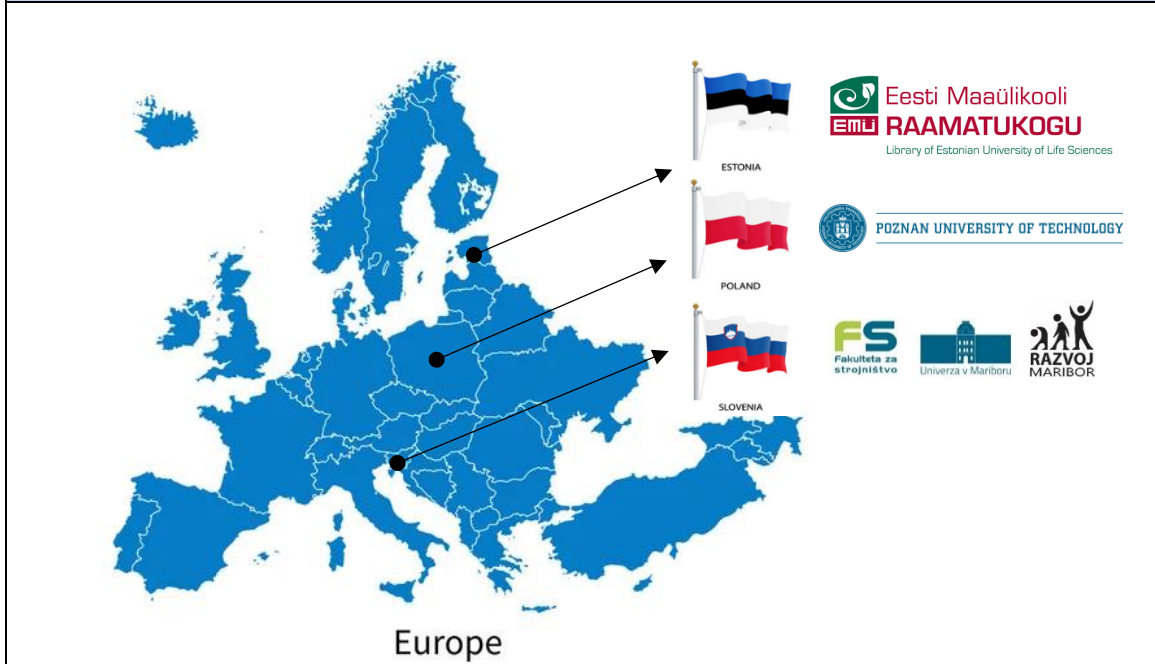 ESTONIA
Eesti Maaülikooli
EMÜ RAAMATUKOGU
Library of Estonian University of Life Sciences
POLAND
POZNAN UNIVERSITY OF TECHNOLOGY
SLOVENIA
FS
Fakulteta za
strojništvo
Univerza v Mariboru
RAZVOJ
MARIBOR
Europe